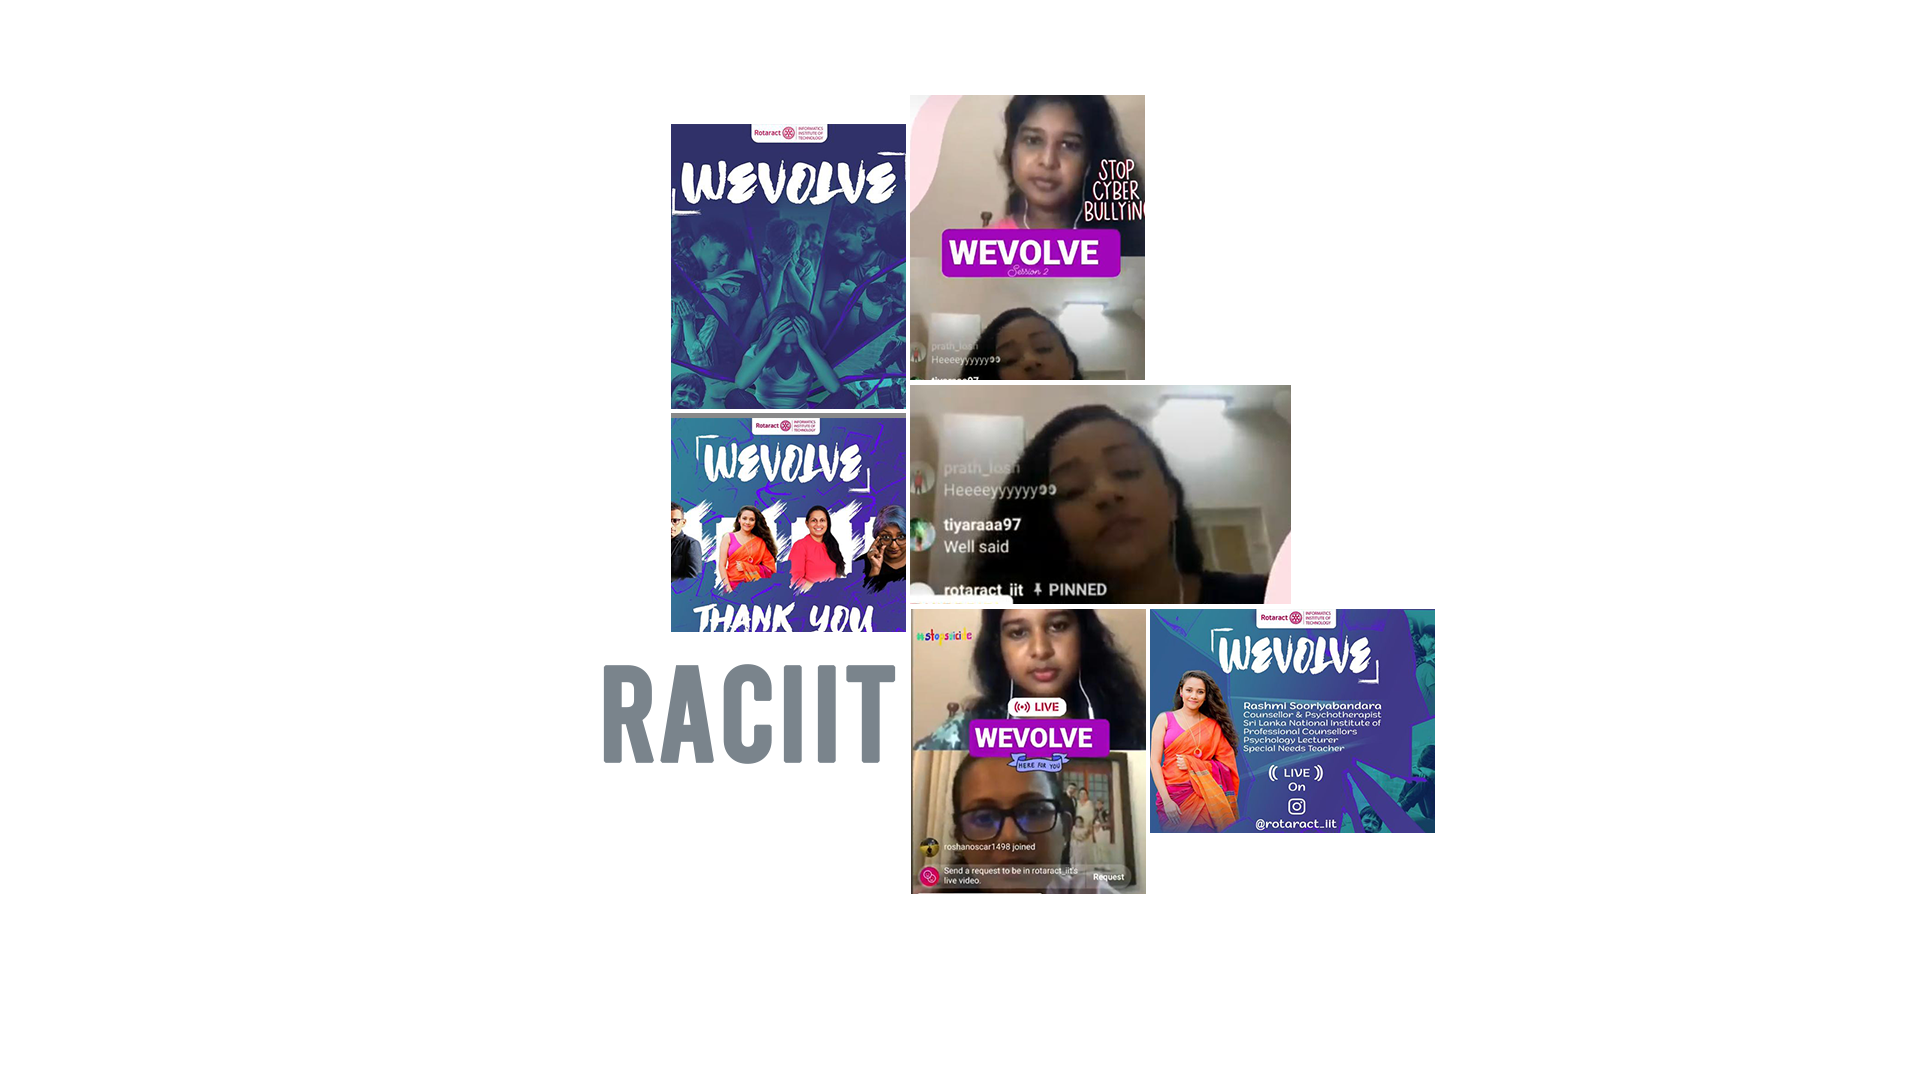 Rotaract
INFORMATICS
INSTITUTE OF
TECHNOLOGY
WEVOLVE
STOP
CYBER
BULLYIN
WEVOLVE
Session 2
prath_losh
Heeeeyyyyyy👀
tiyaraaa97
Rotaract
INFORMATICS
INSTITUTE OF
TECHNOLOGY
WEVOLVE
THANK YOU
prath_losh
Heeeeyyyyyy👀
tiyaraaa97
Well said
rotaract_iit PINNED
RACIIT
#stopsuicide
LIVE
WEVOLVE
HERE FOR YOU
roshanoscar1498 joined
Send a request to be in rotaract_iit's
live video.
Request
Rotaract
INFORMATICS
INSTITUTE OF
TECHNOLOGY
WEVOLVE
Rashmi Sooriyabandara
Counsellor & Psychotherapist
Sri Lanka National Institute of
Professional Counsellors
Psychology Lecturer
Special Needs Teacher
LIVE
On
@rotaract_iit